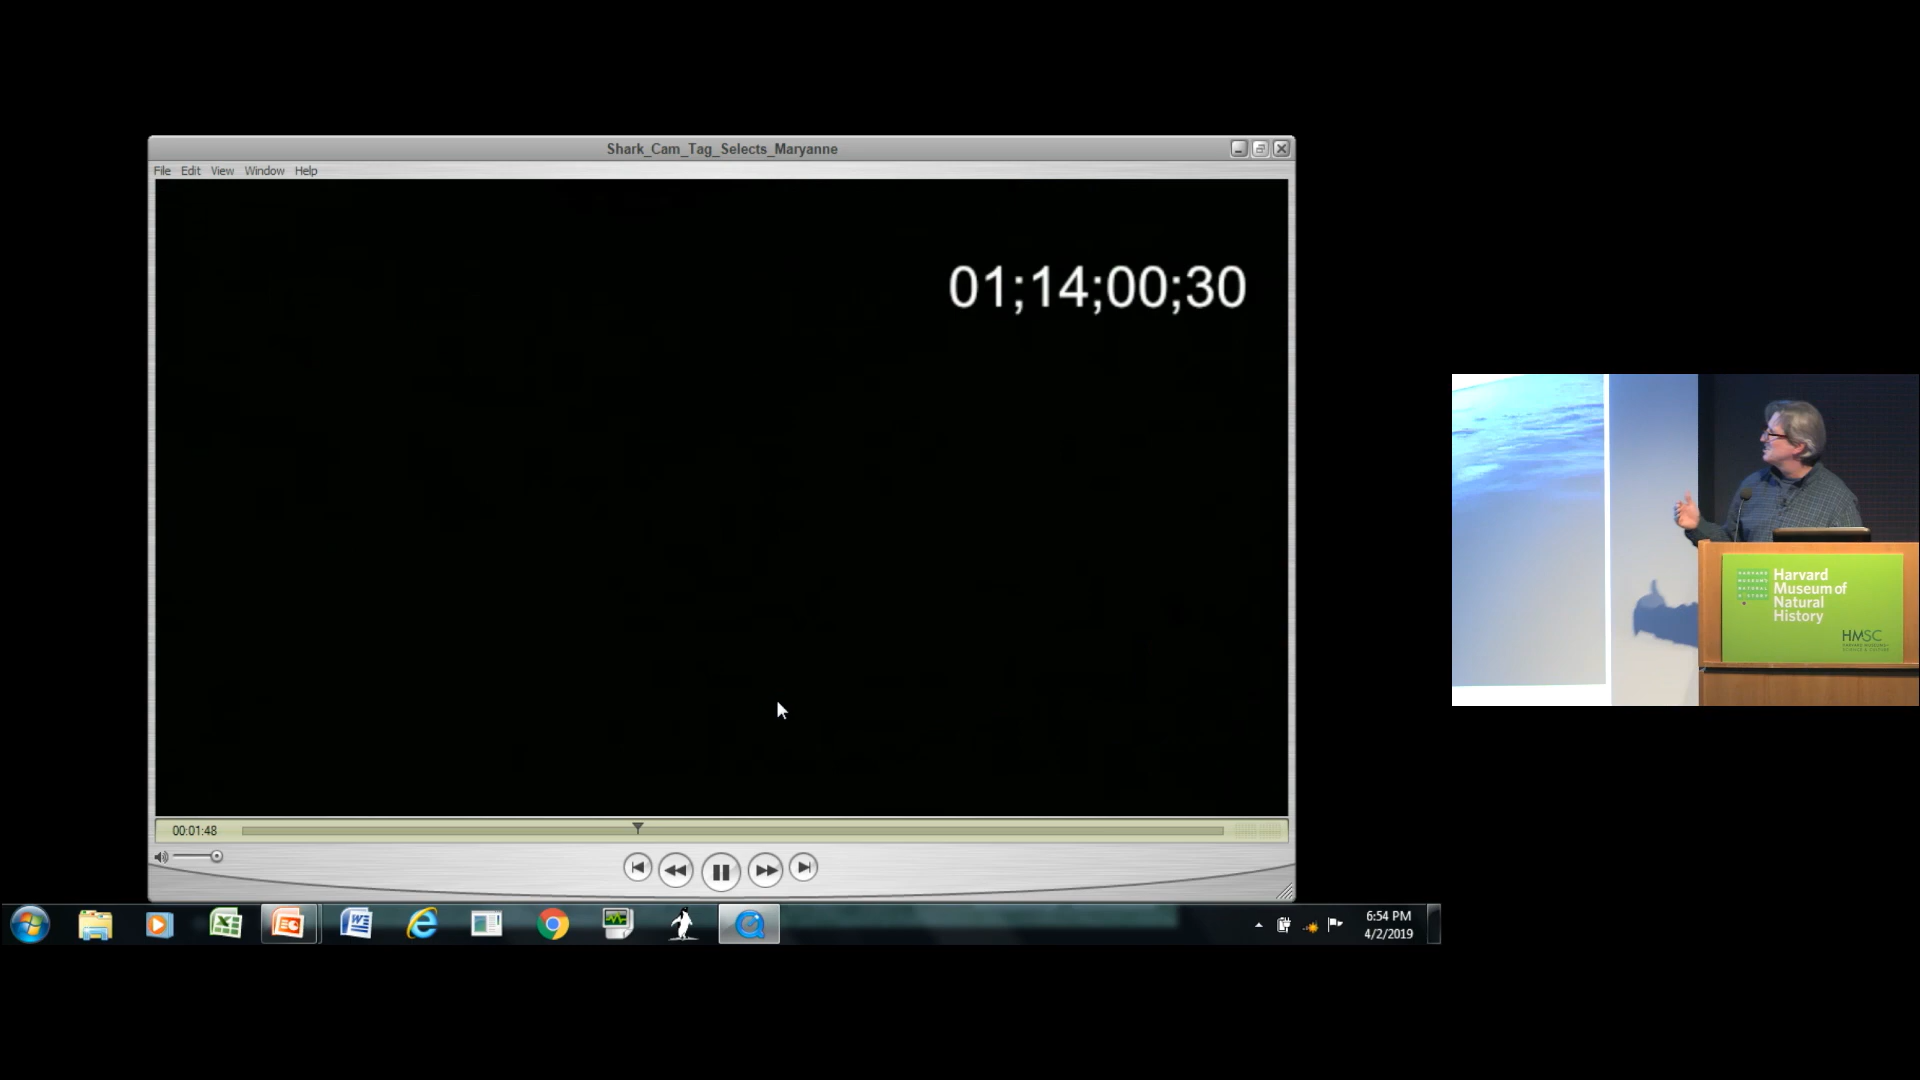 Shark_Cam_Tag_Selects_Maryanne
File Edit View Window Help
01;14;00;30
00:01:48
6:54 PM
4/2/2019
Harvard
Museum of
Natural
History
HMSC